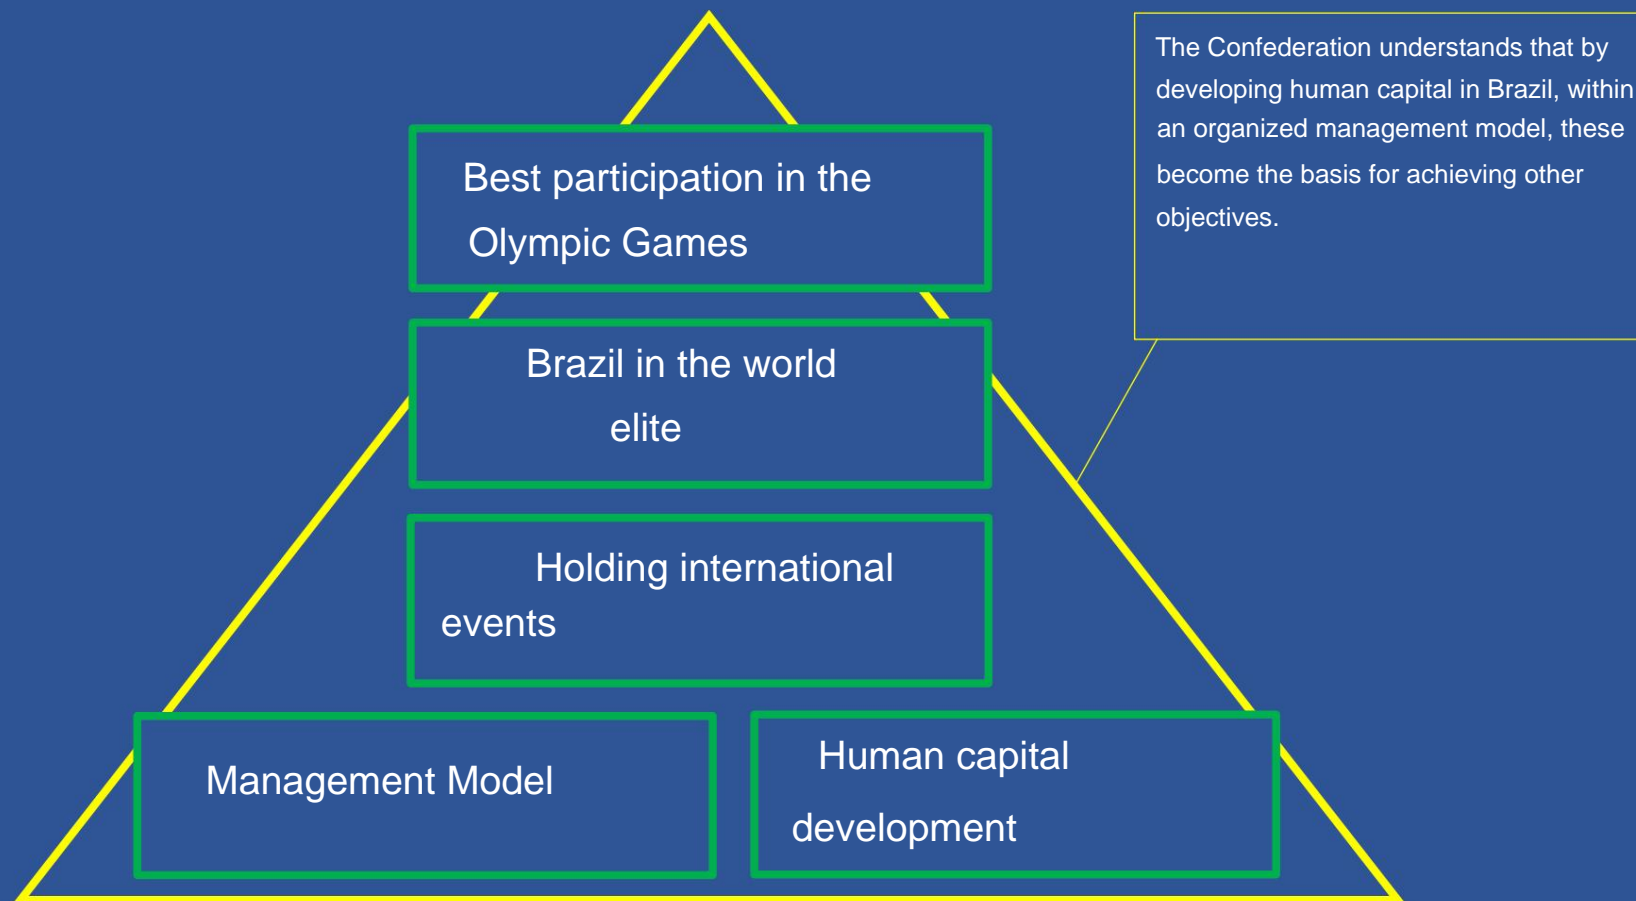 Best participation in the
Olympic Games
Brazil in the world
elite
Holding international
events
Management Model
Human capital
development
The Confederation understands that by
developing human capital in Brazil, within
an organized management model, these
become the basis for achieving other
objectives.